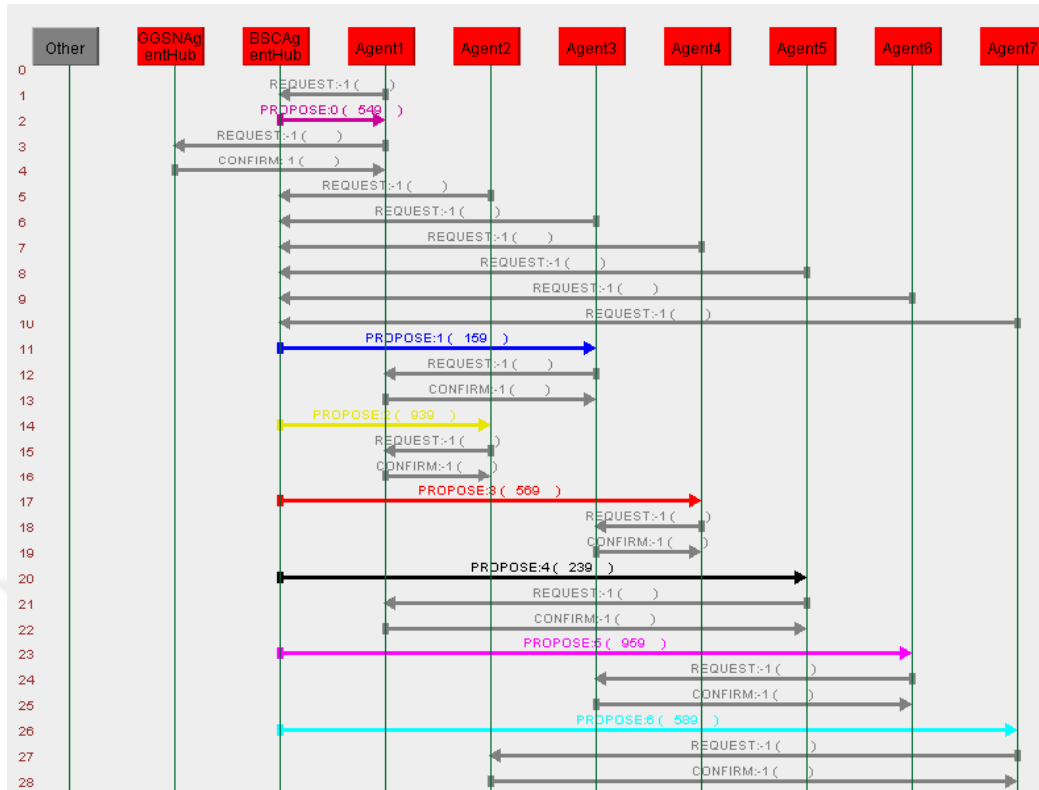 Other GGSNAg BSCAg Agent1 Agent2 Agent3 Agent4 Agent5 Agent6 Agent7
entHub entHub
0
REQUEST:-1 ( )
1
PROPOSE:0 ( 549 )
2
REQUEST:-1 ( )
3
CONFIRM:-1 ( )
4
REQUEST:-1 ( )
5
REQUEST:-1 ( )
6
REQUEST:-1 ( )
7
REQUEST:-1 ( )
8
REQUEST:-1 ( )
9
REQUEST:-1 ( )
10
PROPOSE:1 ( 159 )
11
REQUEST:-1 ( )
12
CONFIRM:-1 ( )
13
PROPOSE:2 ( 939 )
14
REQUEST:-1 ( )
15
CONFIRM:-1 ( )
16
PROPOSE:3 ( 569 )
17
REQUEST:-1 ( )
18
CONFIRM:-1 ( )
19
PROPOSE:4 ( 239 )
20
REQUEST:-1 ( )
21
CONFIRM:-1 ( )
22
PROPOSE:5 ( 959 )
23
REQUEST:-1 ( )
24
CONFIRM:-1 ( )
25
PROPOSE:6 ( 589 )
26
REQUEST:-1 ( )
27
CONFIRM:-1 ( )
28